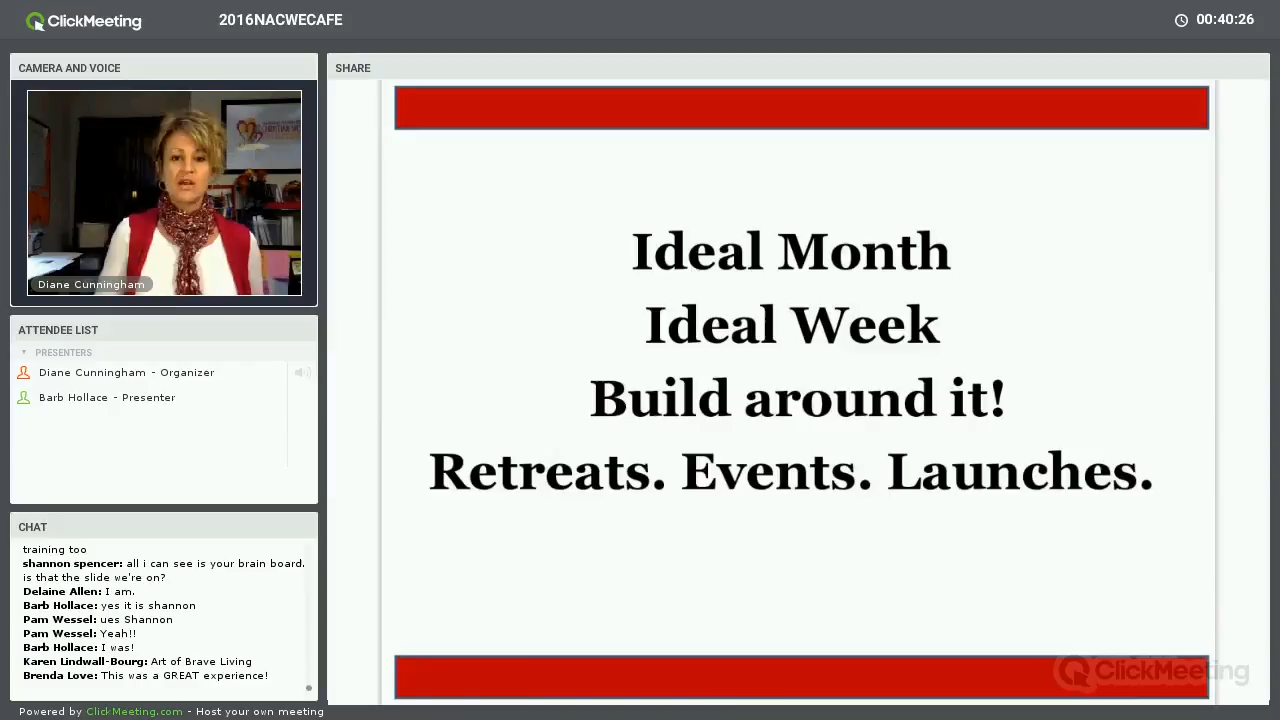 ClickMeeting
2016NACWECAFE
00:40:26
CAMERA AND VOICE
Diane Cunningham
ATTENDEE LIST
PRESENTERS
Diane Cunningham - Organizer
Barb Hollace - Presenter
CHAT
training too
shannon spencer: all i can see is your brain board.
is that the slide we're on?
Delaine Allen: I am.
Barb Hollace: yes it is shannon
Pam Wessel: ues Shannon
Pam Wessel: Yeah!!
Barb Hollace: I was!
Karen Lindwall-Bourg: Art of Brave Living
Brenda Love: This was a GREAT experience!
Powered by ClickMeeting.com - Host your own meeting
SHARE
Ideal Month
Ideal Week
Build around it!
Retreats. Events. Launches.
ClickMeeting